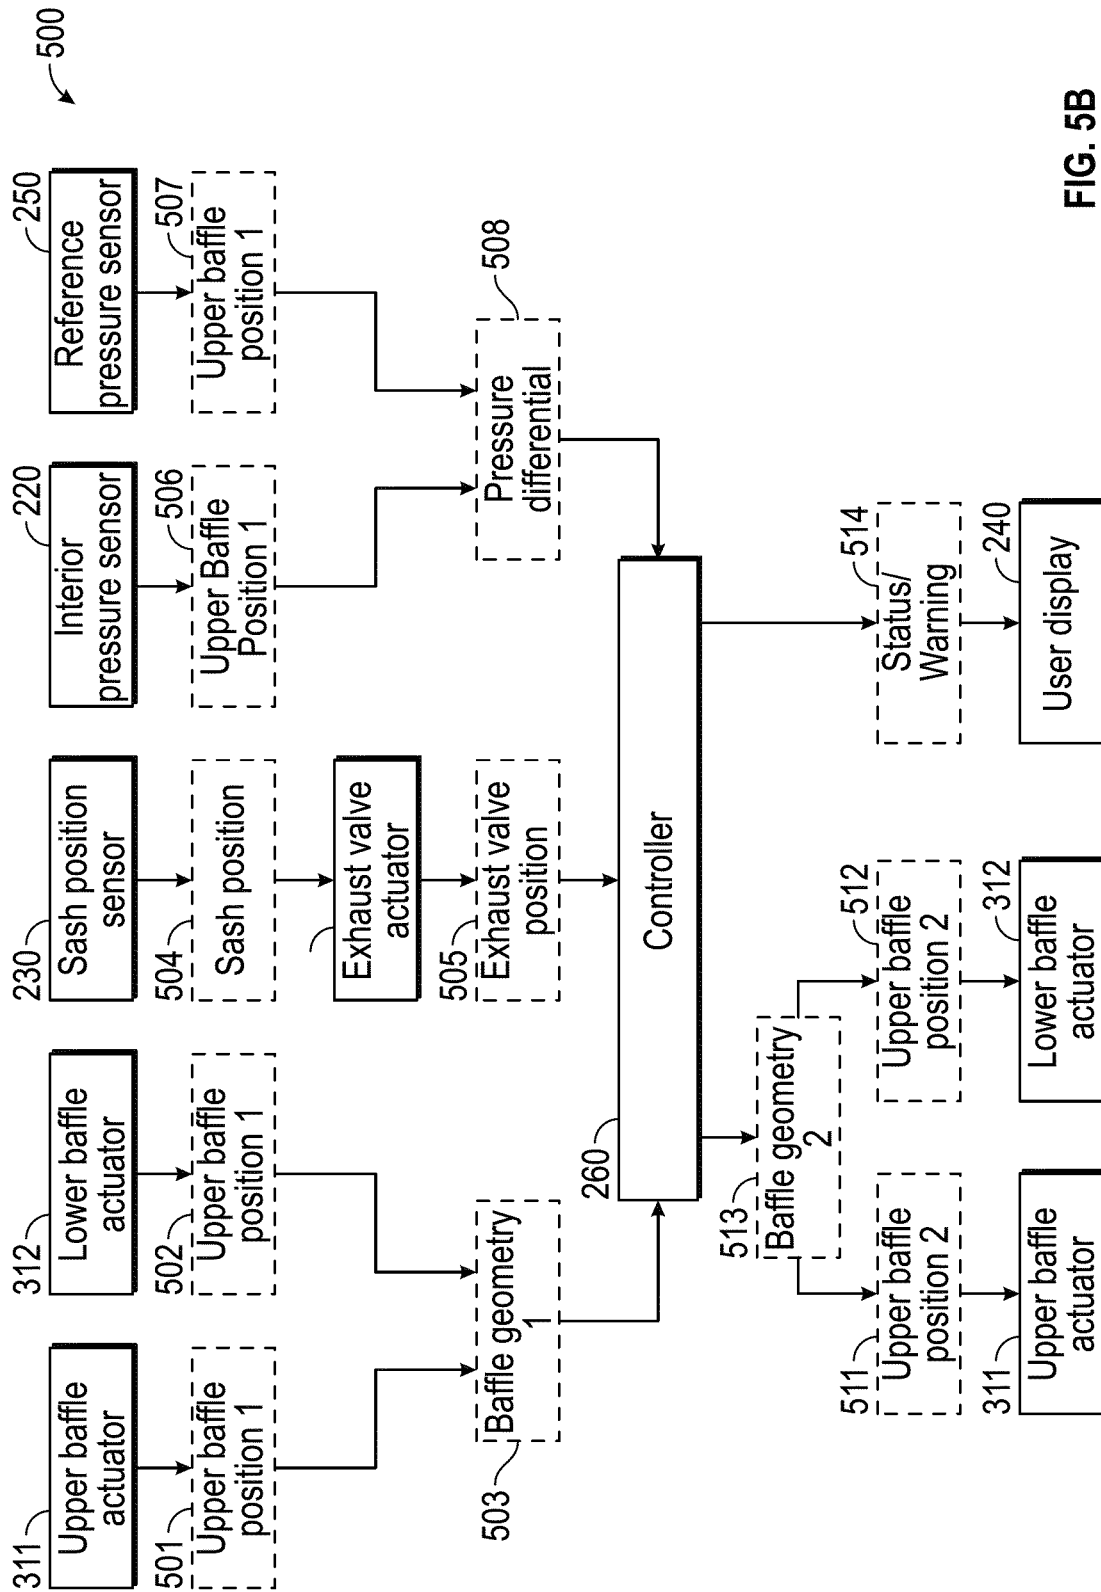 500
311
Upper baffle
actuator
312
Lower baffle
actuator
230
Sash position
sensor
220
Interior
pressure sensor
250
Reference
pressure sensor
501
Upper baffle
position 1
502
Upper baffle
position 1
504
Sash position
506
Upper Baffle
Position 1
507
Upper baffle
position 1
Exhaust valve
actuator
503
Baffle geometry
1
505
Exhaust valve
position
508
Pressure
differential
260
Controller
513
Baffle geometry
2
511
Upper baffle
position 2
512
Upper baffle
position 2
514
Status/
Warning
311
Upper baffle
actuator
312
Lower baffle
actuator
240
User display
FIG. 5B